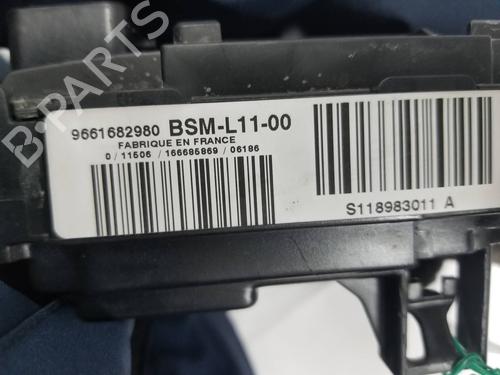 B-PARTS
9661682980 BSM-L11-00
FABRIQUE EN FRANCE
0 / 11506 / 166685869 / 06186
S118983011 A